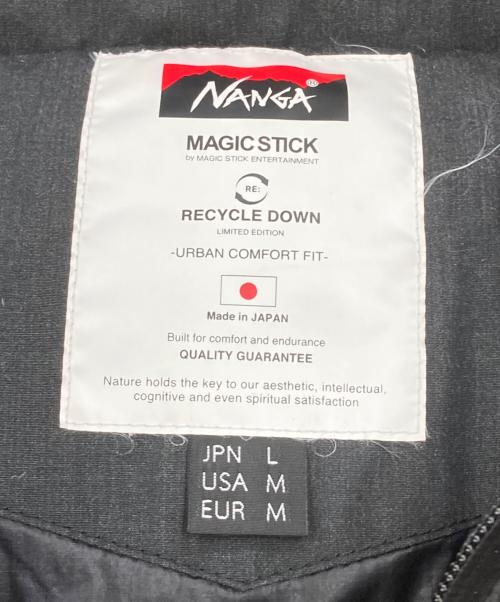 NANGA®
MAGIC STICK
by MAGIC STICK ENTERTAINMENT
RE:
RECYCLE DOWN
LIMITED EDITION
-URBAN COMFORT FIT-
Made in JAPAN
Built for comfort and endurance
QUALITY GUARANTEE
Nature holds the key to our aesthetic, intellectual,
cognitive and even spiritual satisfaction
JPN L
USA M
EUR M